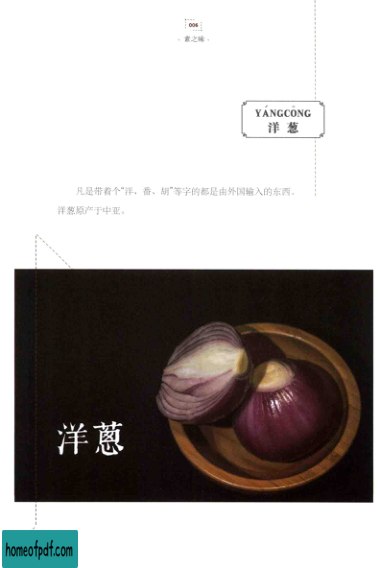 006
· 素之味 ·
YÁNGCŌNG
洋 葱
凡是带着个“洋、番、胡”等字的都是由外国输入的东西。
洋葱原产于中亚。
洋蔥
homeofpdf.com